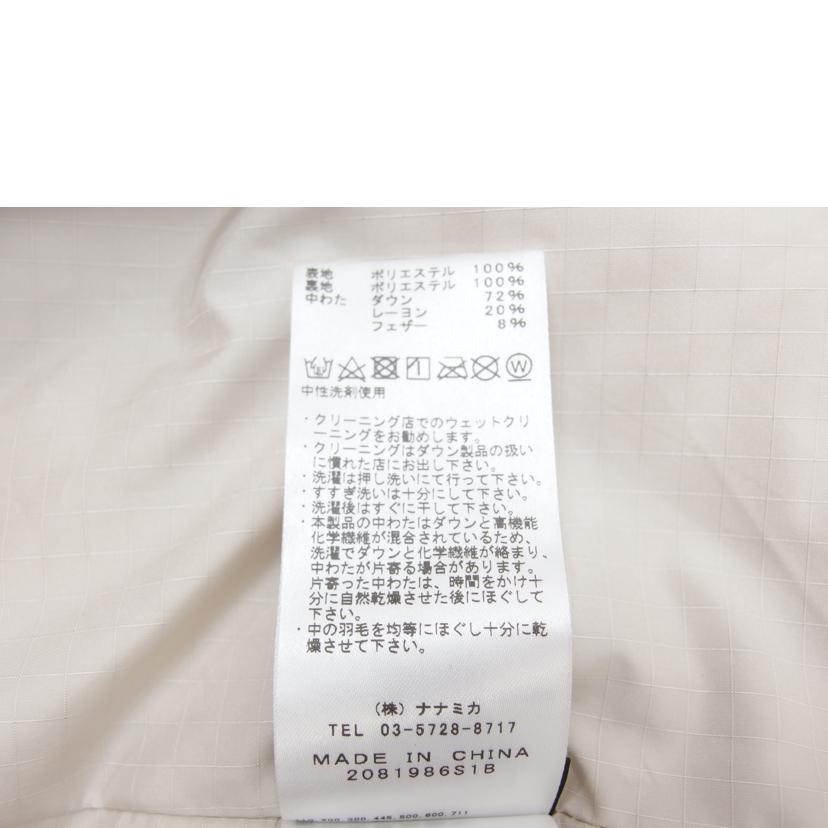 表地 ポリエステル 100%
裏地 ポリエステル 100%
中わた ダウン 72%
レーヨン 20%
フェザー 8%
W
中性洗剤使用
・クリーニング店でのウェットクリ
ーニングをお勧めします。
・クリーニングはダウン製品の扱い
に慣れた店にお出し下さい。
・洗濯は押し洗いにて行って下さい。
・すすぎ洗いは十分にして下さい。
・洗濯後はすぐに干して下さい。
・本製品の中わたはダウンと高機能
化学繊維が混合されているため、
洗濯でダウンと化学繊維が絡まり、
中わたが片寄る場合があります。
片寄った中わたは、時間をかけ十
分に自然乾燥させた後にほぐして
下さい。
・中の羽毛を均等にほぐし十分に乾
燥させて下さい。
(株) ナナミカ
TEL 03-5728-8717
MADE IN CHINA
2081986S1B